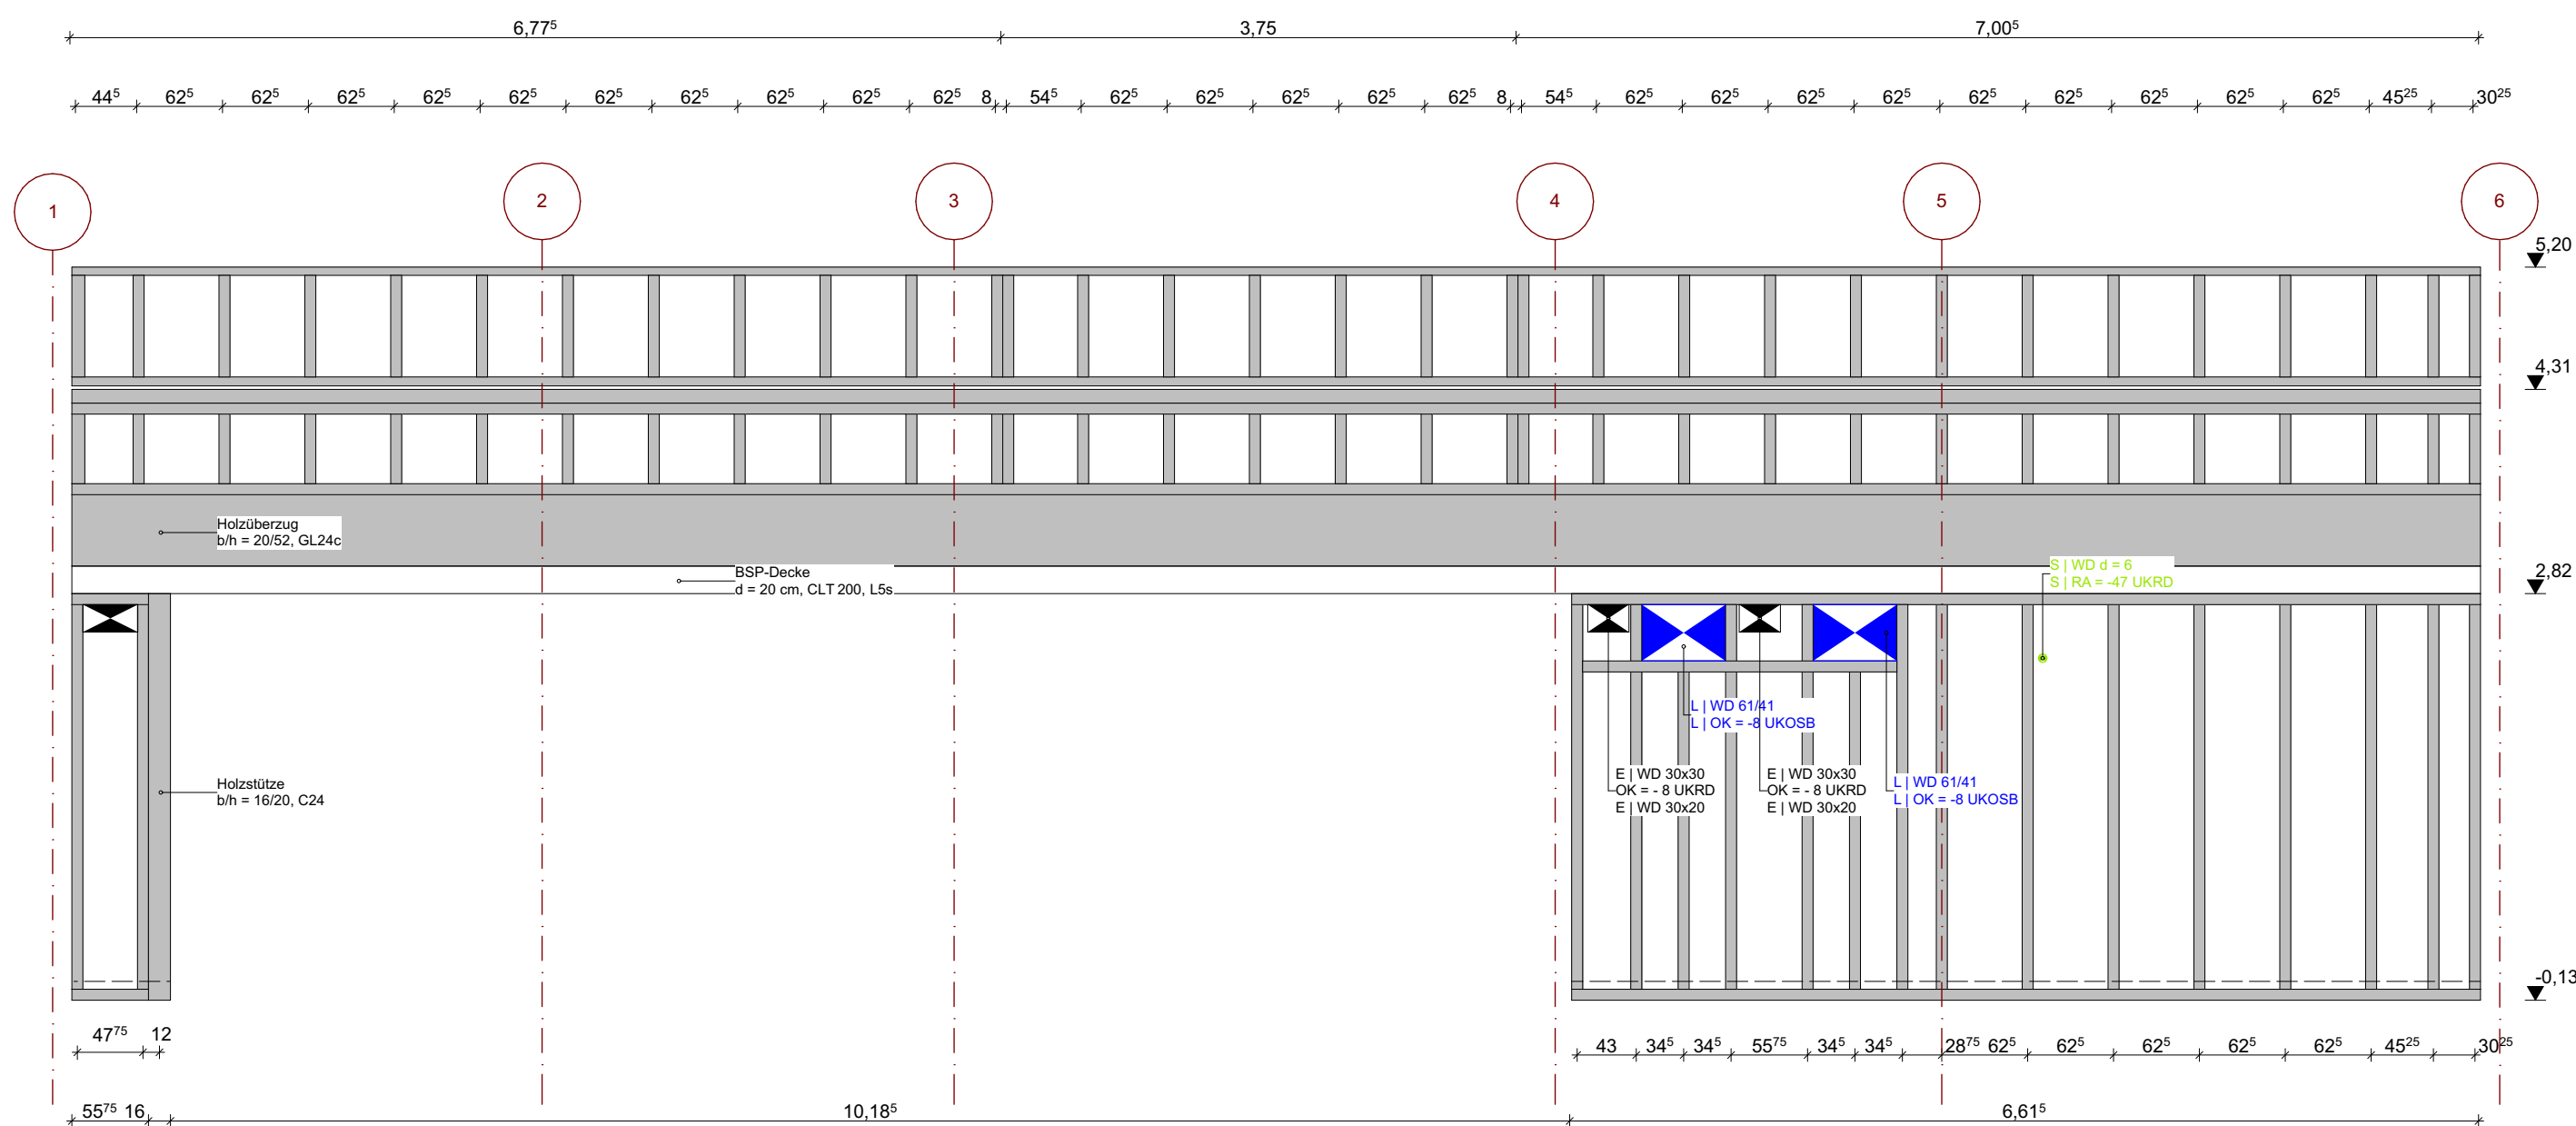 6,77⁵ 3,75 7,00⁵
44⁵ 62⁵ 62⁵ 62⁵ 62⁵ 62⁵ 62⁵ 62⁵ 62⁵ 62⁵ 62⁵ 8 54⁵ 62⁵ 62⁵ 62⁵ 62⁵ 62⁵ 8 54⁵ 62⁵ 62⁵ 62⁵ 62⁵ 62⁵ 62⁵ 62⁵ 62⁵ 62⁵ 45²⁵ 30²⁵
1 2 3 4 5 6
5,20
4,31
Holzüberzug
b/h = 20/52, GL24c
BSP-Decke
d = 20 cm, CLT 200, L5s
S | WD d = 6
S | RA = -47 UKRD
2,82
L | WD 61/41
L | OK = -8 UKOSB
Holzstütze
b/h = 16/20, C24
E | WD 30x30
OK = - 8 UKRD
E | WD 30x20
E | WD 30x30
OK = - 8 UKRD
E | WD 30x20
L | WD 61/41
L | OK = -8 UKOSB
-0,13
47⁷⁵ 12 43 34⁵ 34⁵ 55⁷⁵ 34⁵ 34⁵ 28⁷⁵ 62⁵ 62⁵ 62⁵ 62⁵ 62⁵ 45²⁵ 30²⁵
55⁷⁵ 16 10,18⁵ 6,61⁵